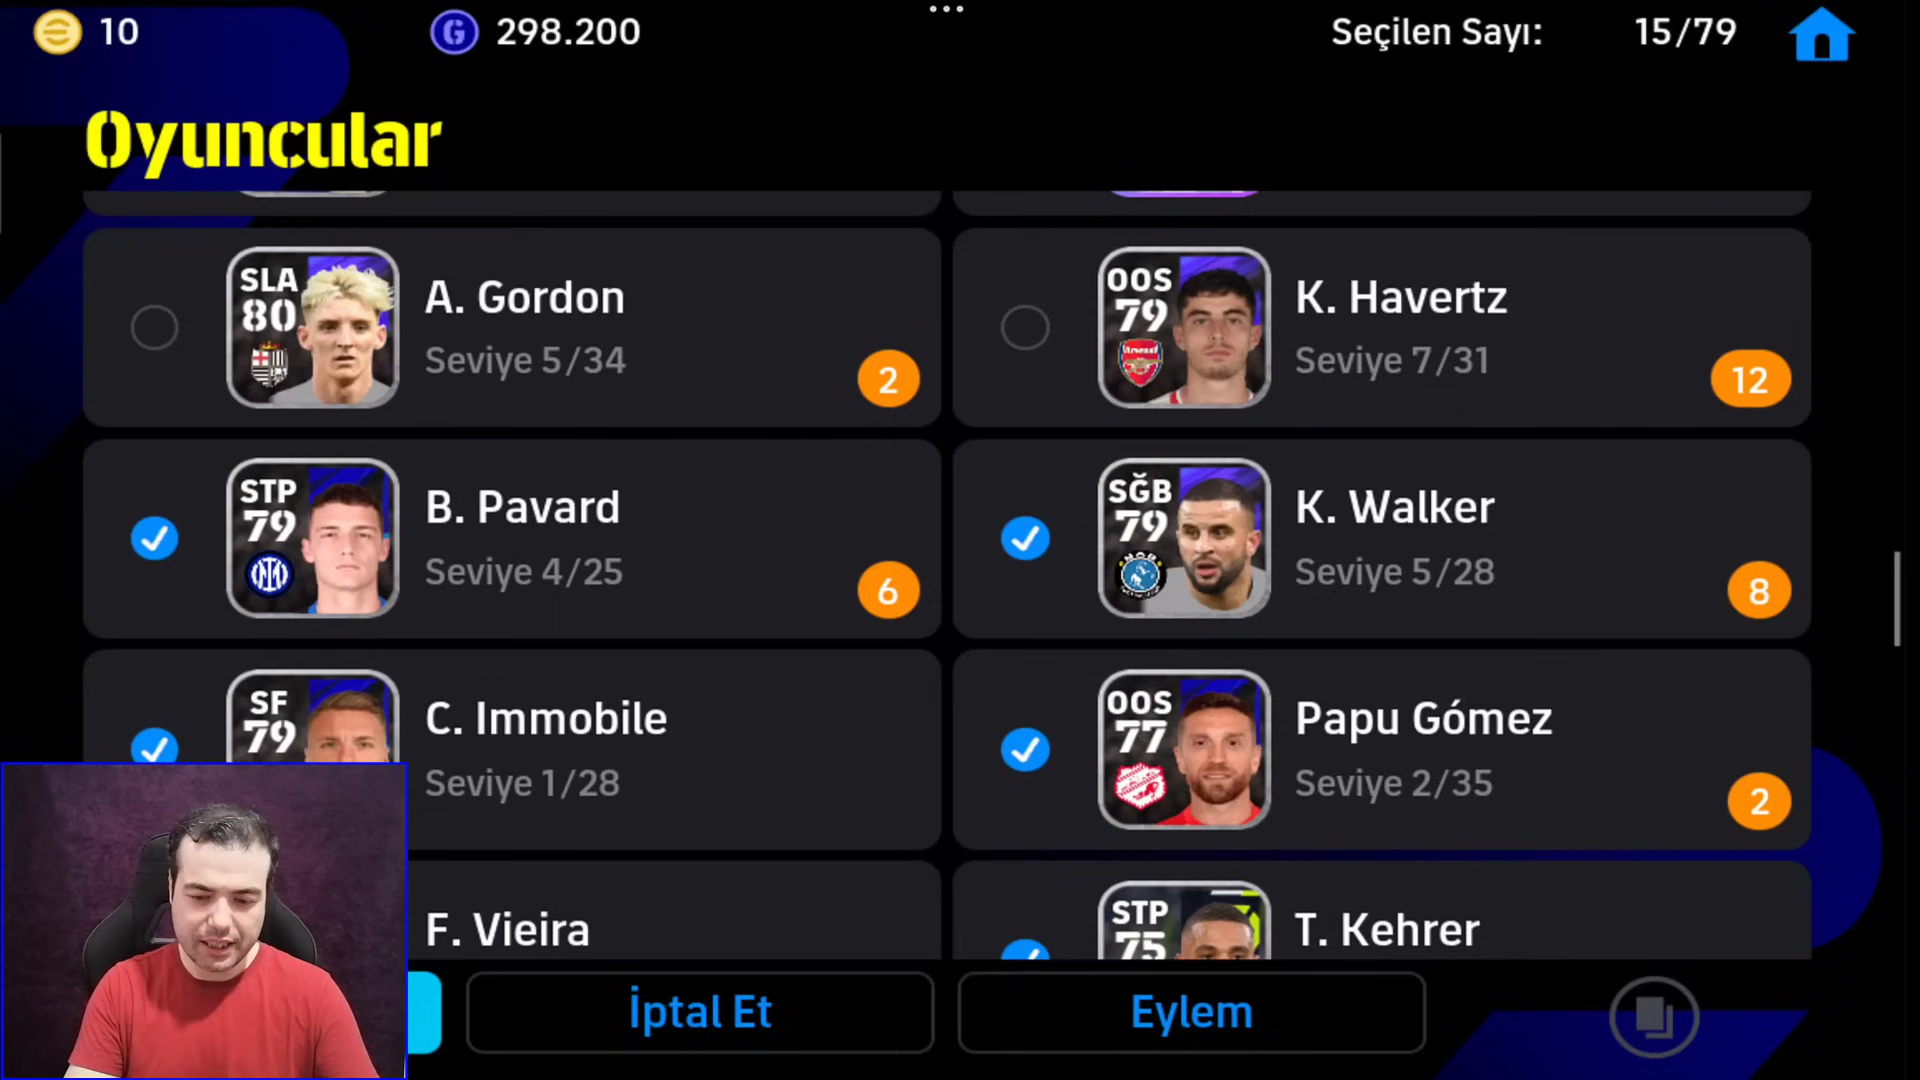 10
298.200
Seçilen Sayı: 15/79
Oyuncular
SLA
80
A. Gordon
Seviye 5/34
2
OOS
79
Arsenal
K. Havertz
Seviye 7/31
12
STP
79
B. Pavard
Seviye 4/25
6
SĞB
79
K. Walker
Seviye 5/28
8
SF
79
C. Immobile
Seviye 1/28
OOS
77
Papu Gómez
Seviye 2/35
2
F. Vieira
STP
75
T. Kehrer
İptal Et
Eylem